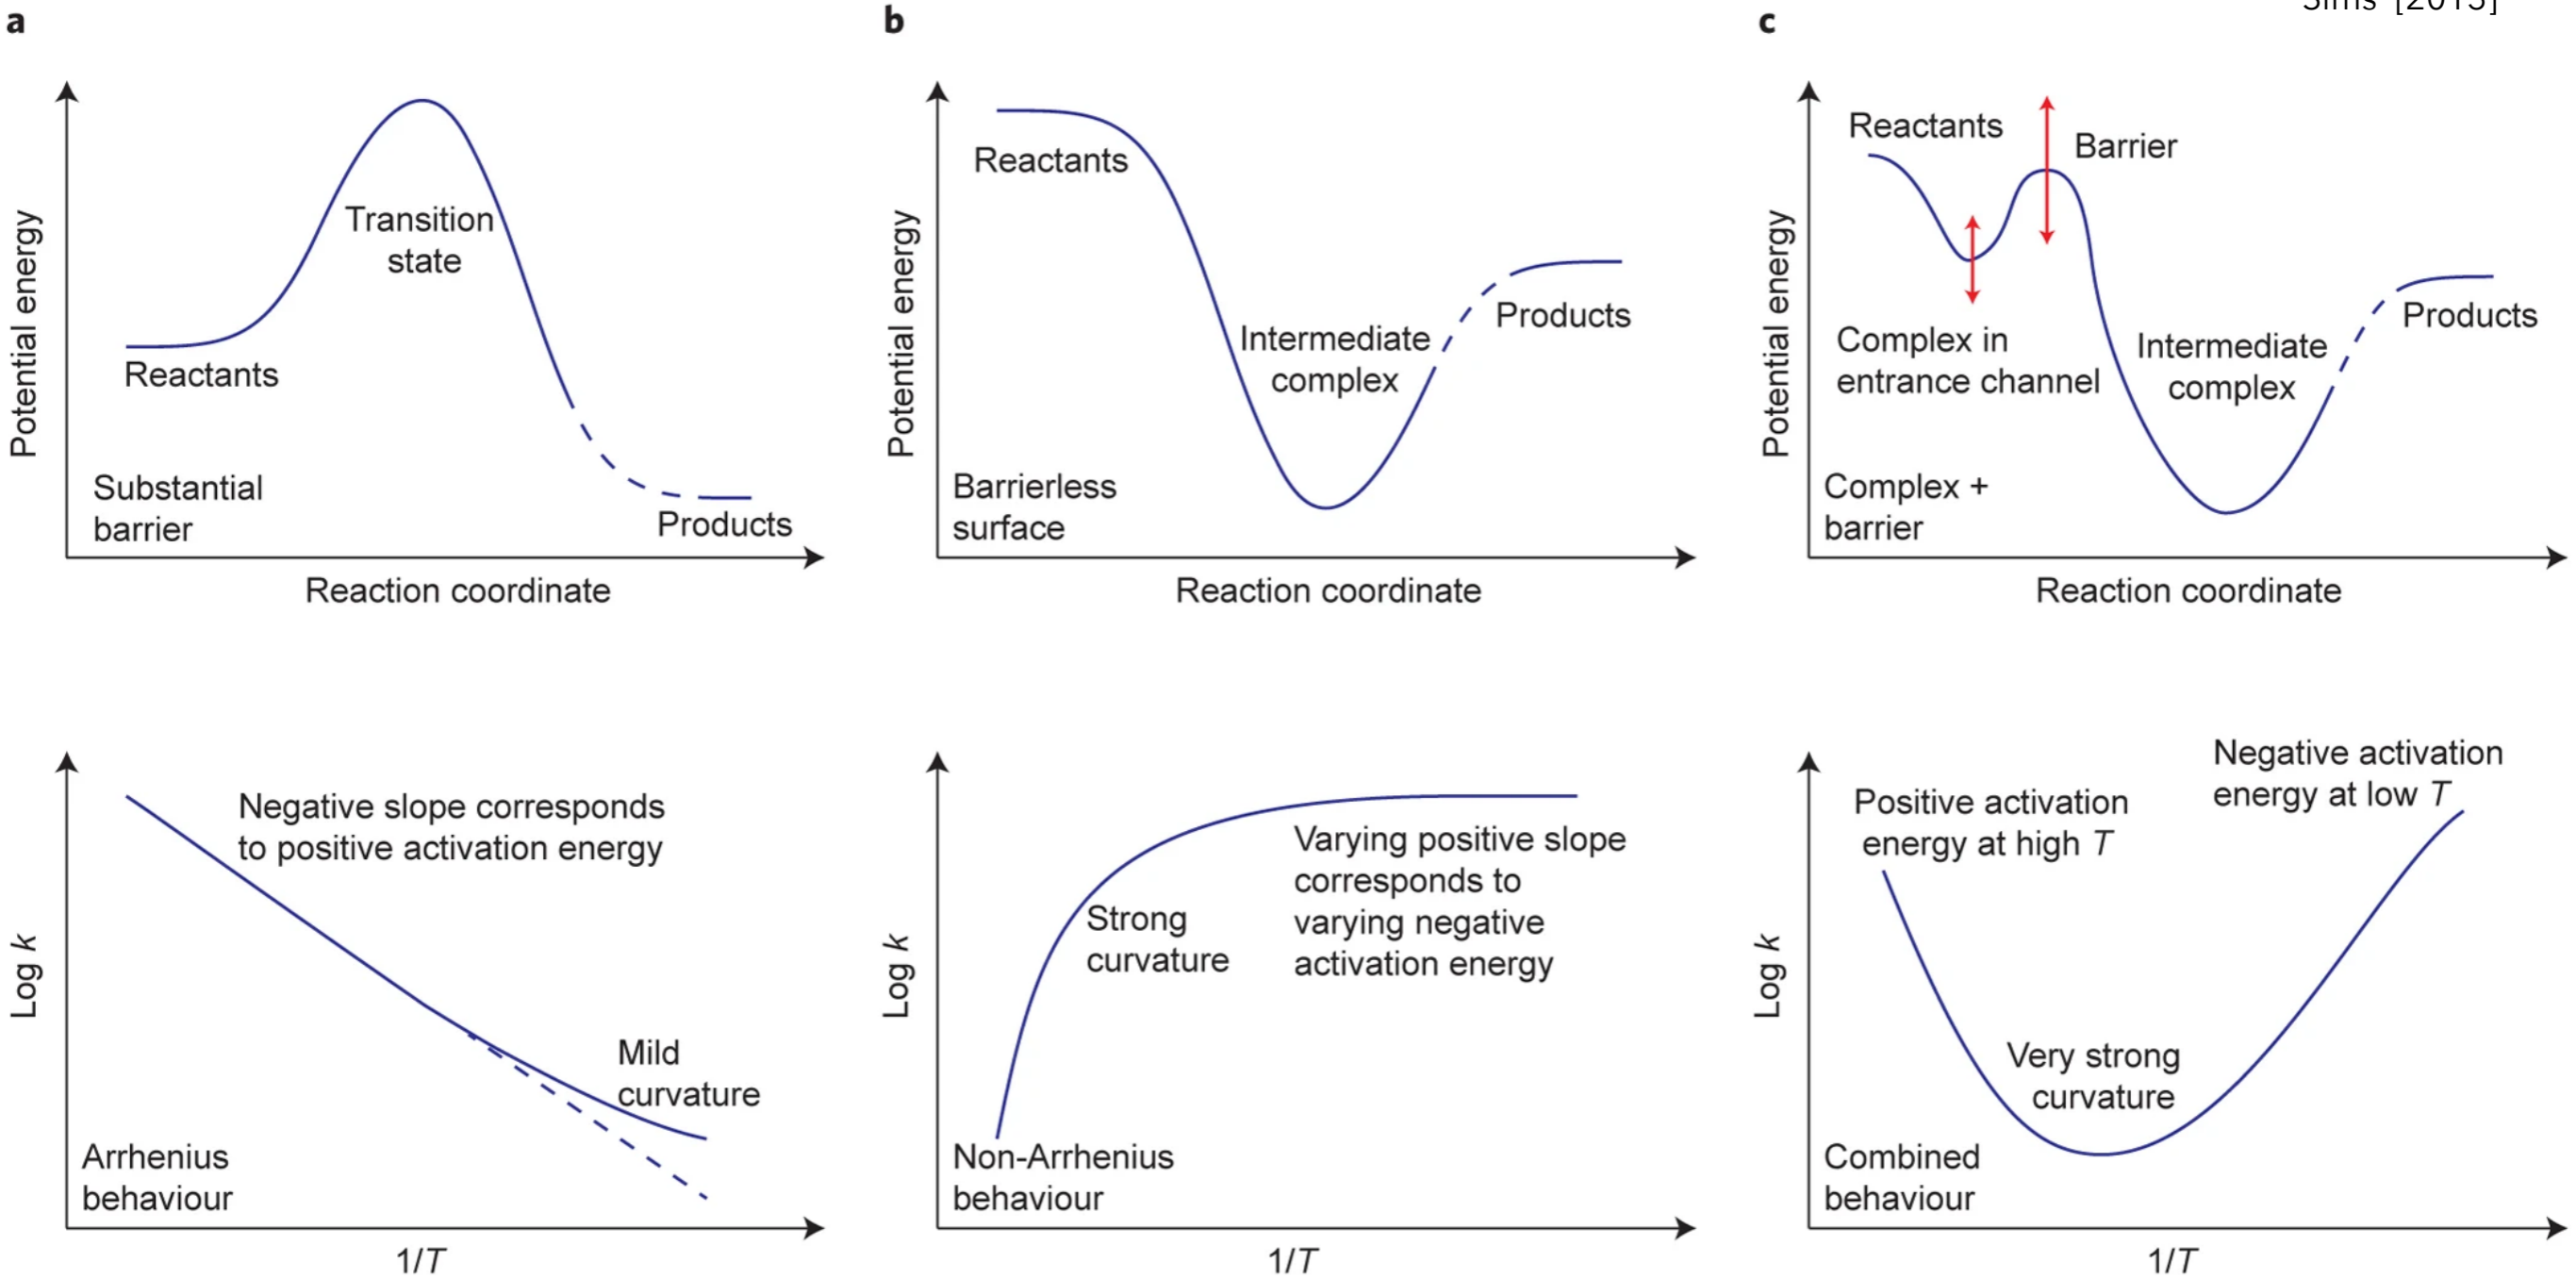 Sims [2013]
a
Potential energy
Transition
state
Reactants
Substantial
barrier
Products
Reaction coordinate
b
Potential energy
Reactants
Intermediate
complex
Products
Barrierless
surface
Reaction coordinate
c
Potential energy
Reactants
Barrier
Complex in
entrance channel
Intermediate
complex
Products
Complex +
barrier
Reaction coordinate
Log k
Negative slope corresponds
to positive activation energy
Mild
curvature
Arrhenius
behaviour
1/T
Log k
Strong
curvature
Varying positive slope
corresponds to
varying negative
activation energy
Non-Arrhenius
behaviour
1/T
Log k
Positive activation
energy at high T
Negative activation
energy at low T
Very strong
curvature
Combined
behaviour
1/T